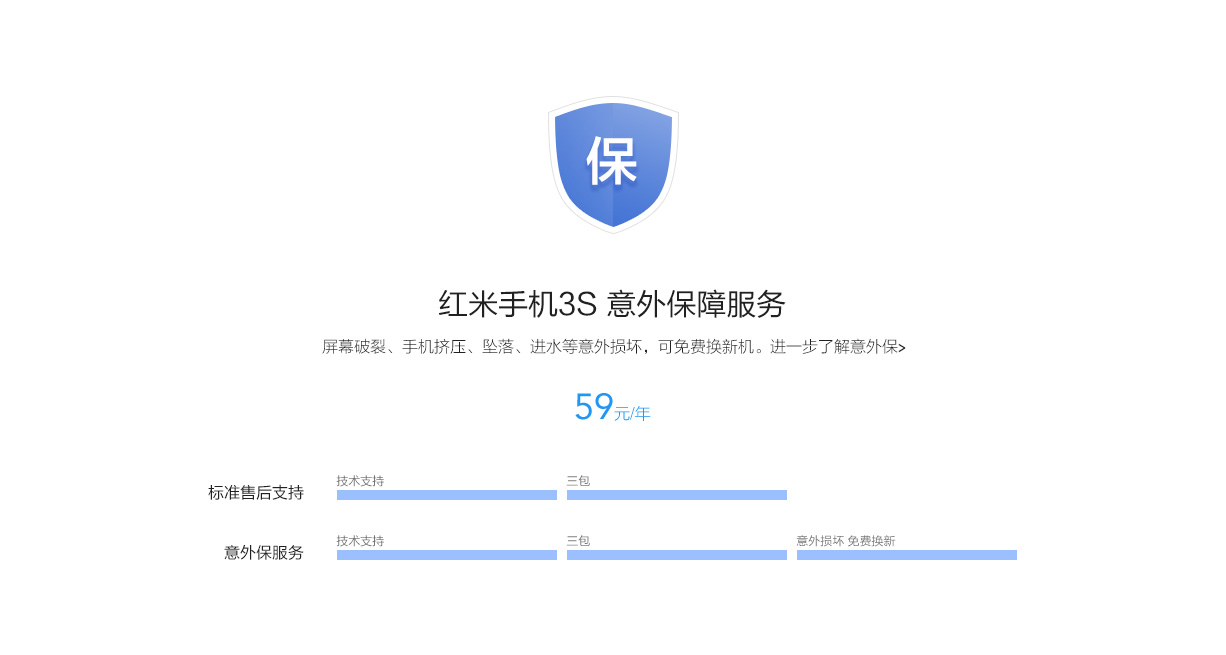 保
红米手机3S 意外保障服务
屏幕破裂、手机挤压、坠落、进水等意外损坏，可免费换新机。进一步了解意外保>
59元/年
标准售后支持 技术支持 三包
意外保服务 技术支持 三包 意外损坏 免费换新